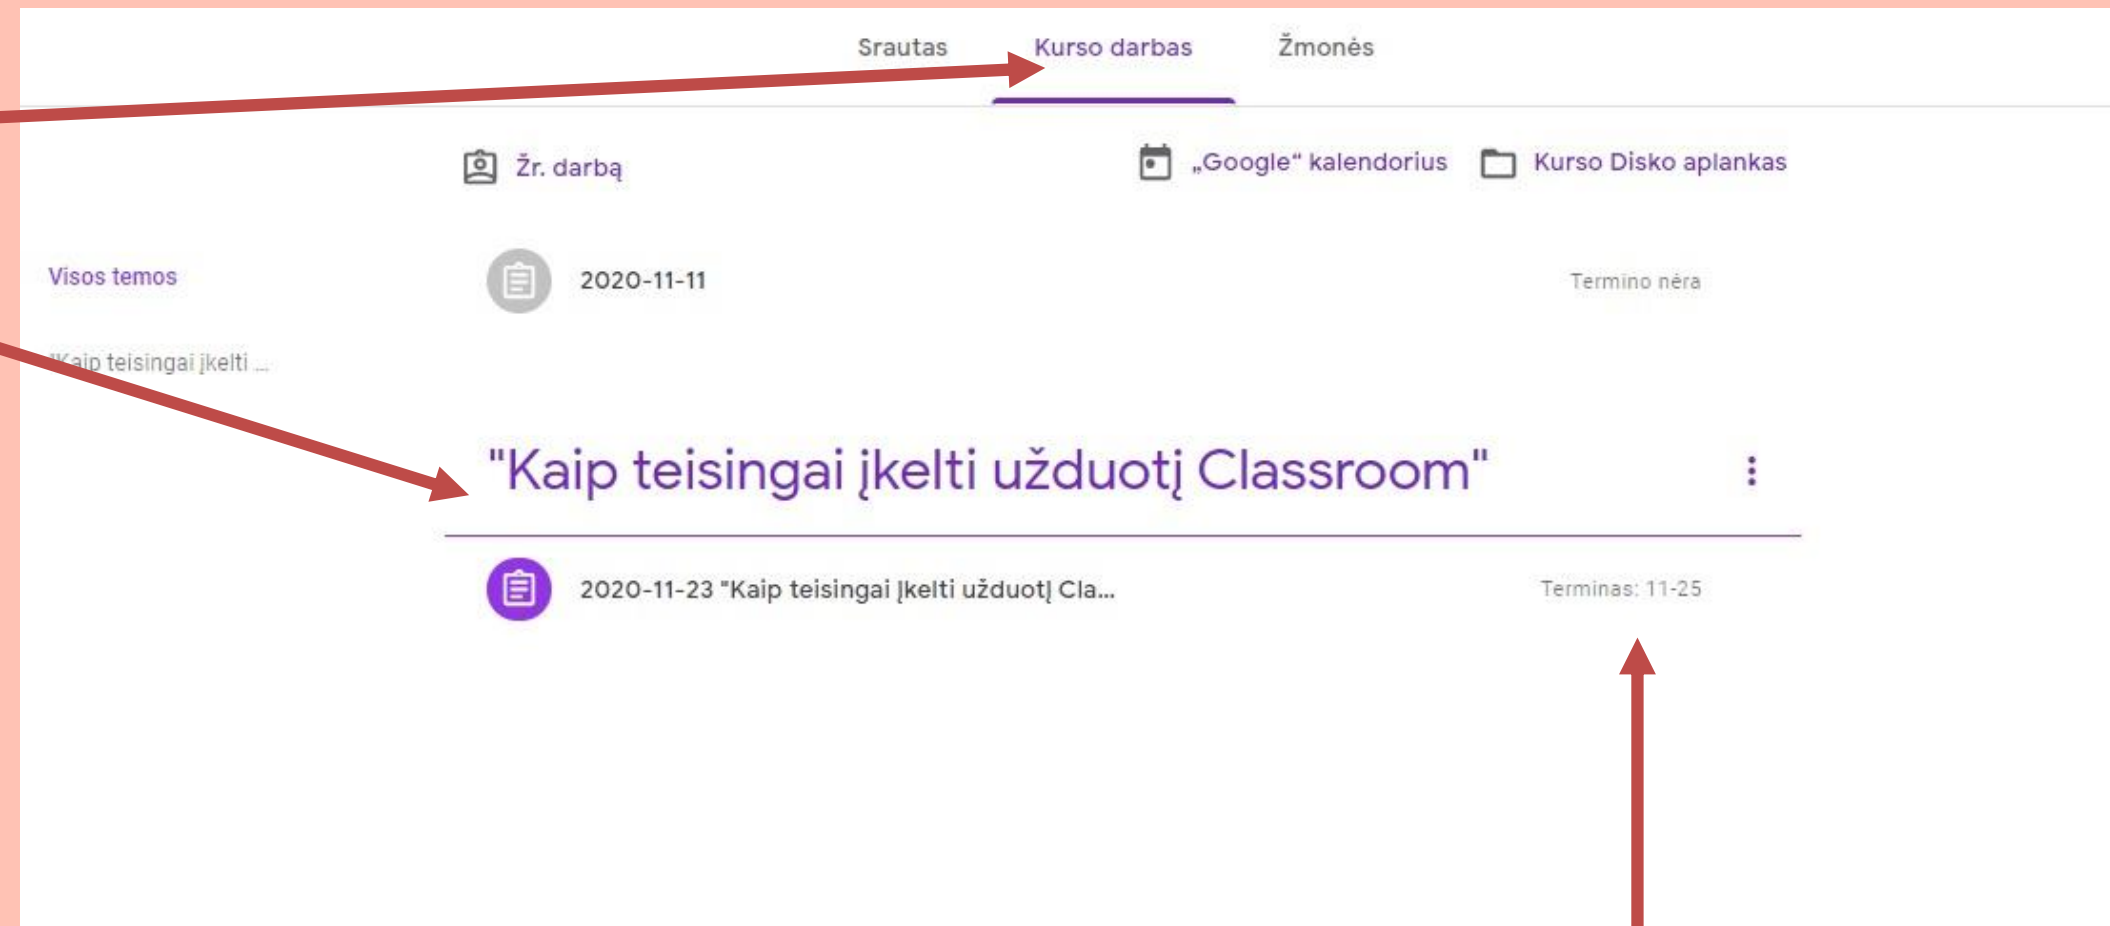 Srautas Kurso darbas Žmonės
Žr. darbą „Google“ kalendorius Kurso Disko aplankas
Visos temos
2020-11-11 Termino nėra
"Kaip teisingai įkelti ...
"Kaip teisingai įkelti užduotį Classroom"
2020-11-23 "Kaip teisingai įkelti užduotį Cla... Terminas: 11-25